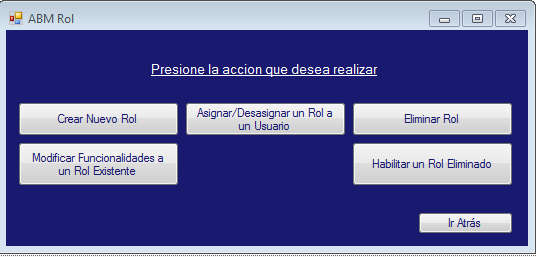 ABM Rol
Presione la accion que desea realizar
Crear Nuevo Rol
Asignar/Desasignar un Rol a
un Usuario
Eliminar Rol
Modificar Funcionalidades a
un Rol Existente
Habilitar un Rol Eliminado
Ir Atrás